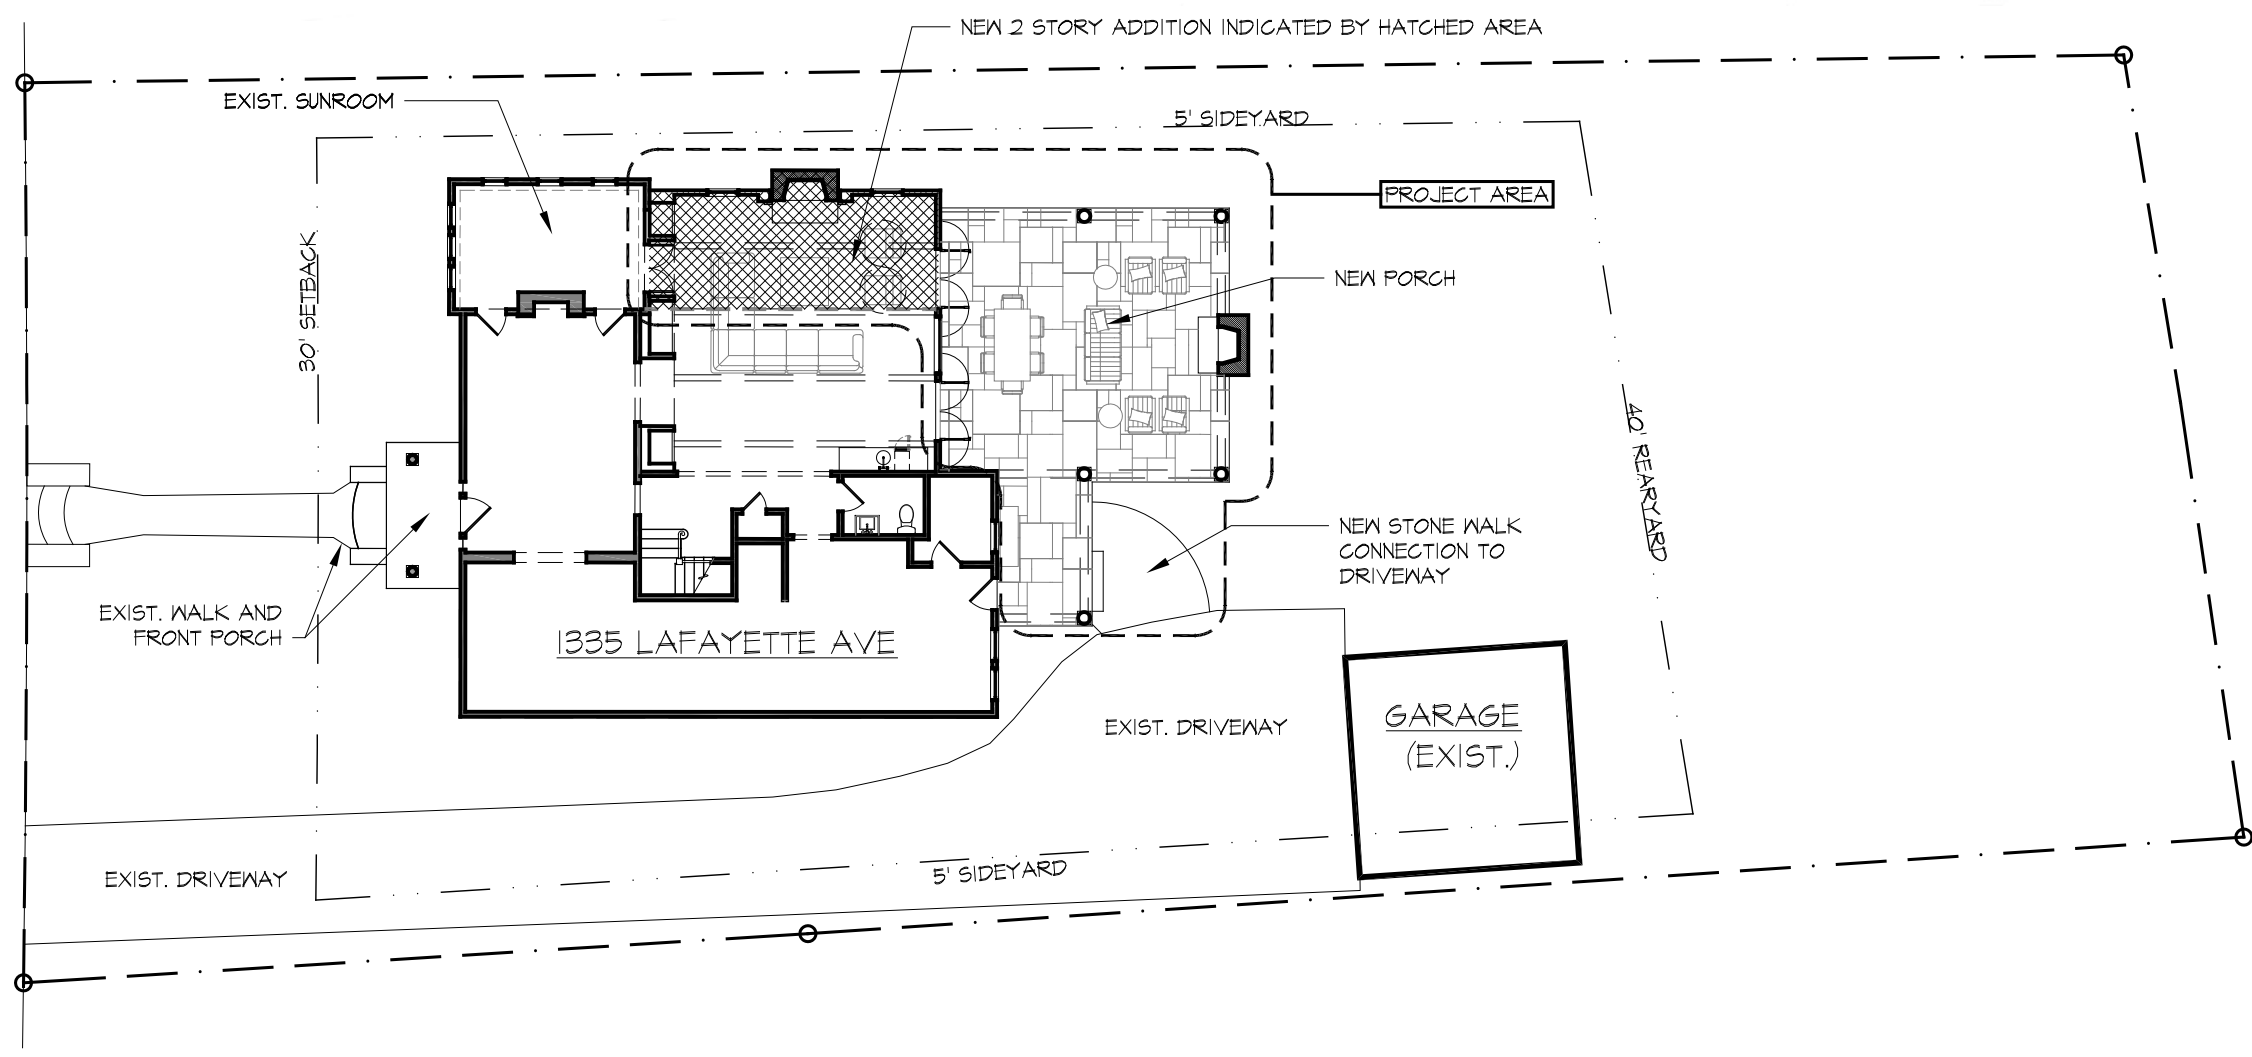 NEW 2 STORY ADDITION INDICATED BY HATCHED AREA
EXIST. SUNROOM
5' SIDEYARD
PROJECT AREA
30' SETBACK
NEW PORCH
40' REARYARD
NEW STONE WALK
CONNECTION TO
DRIVEWAY
EXIST. WALK AND
FRONT PORCH
1335 LAFAYETTE AVE
GARAGE
(EXIST.)
EXIST. DRIVEWAY
5' SIDEYARD
EXIST. DRIVEWAY